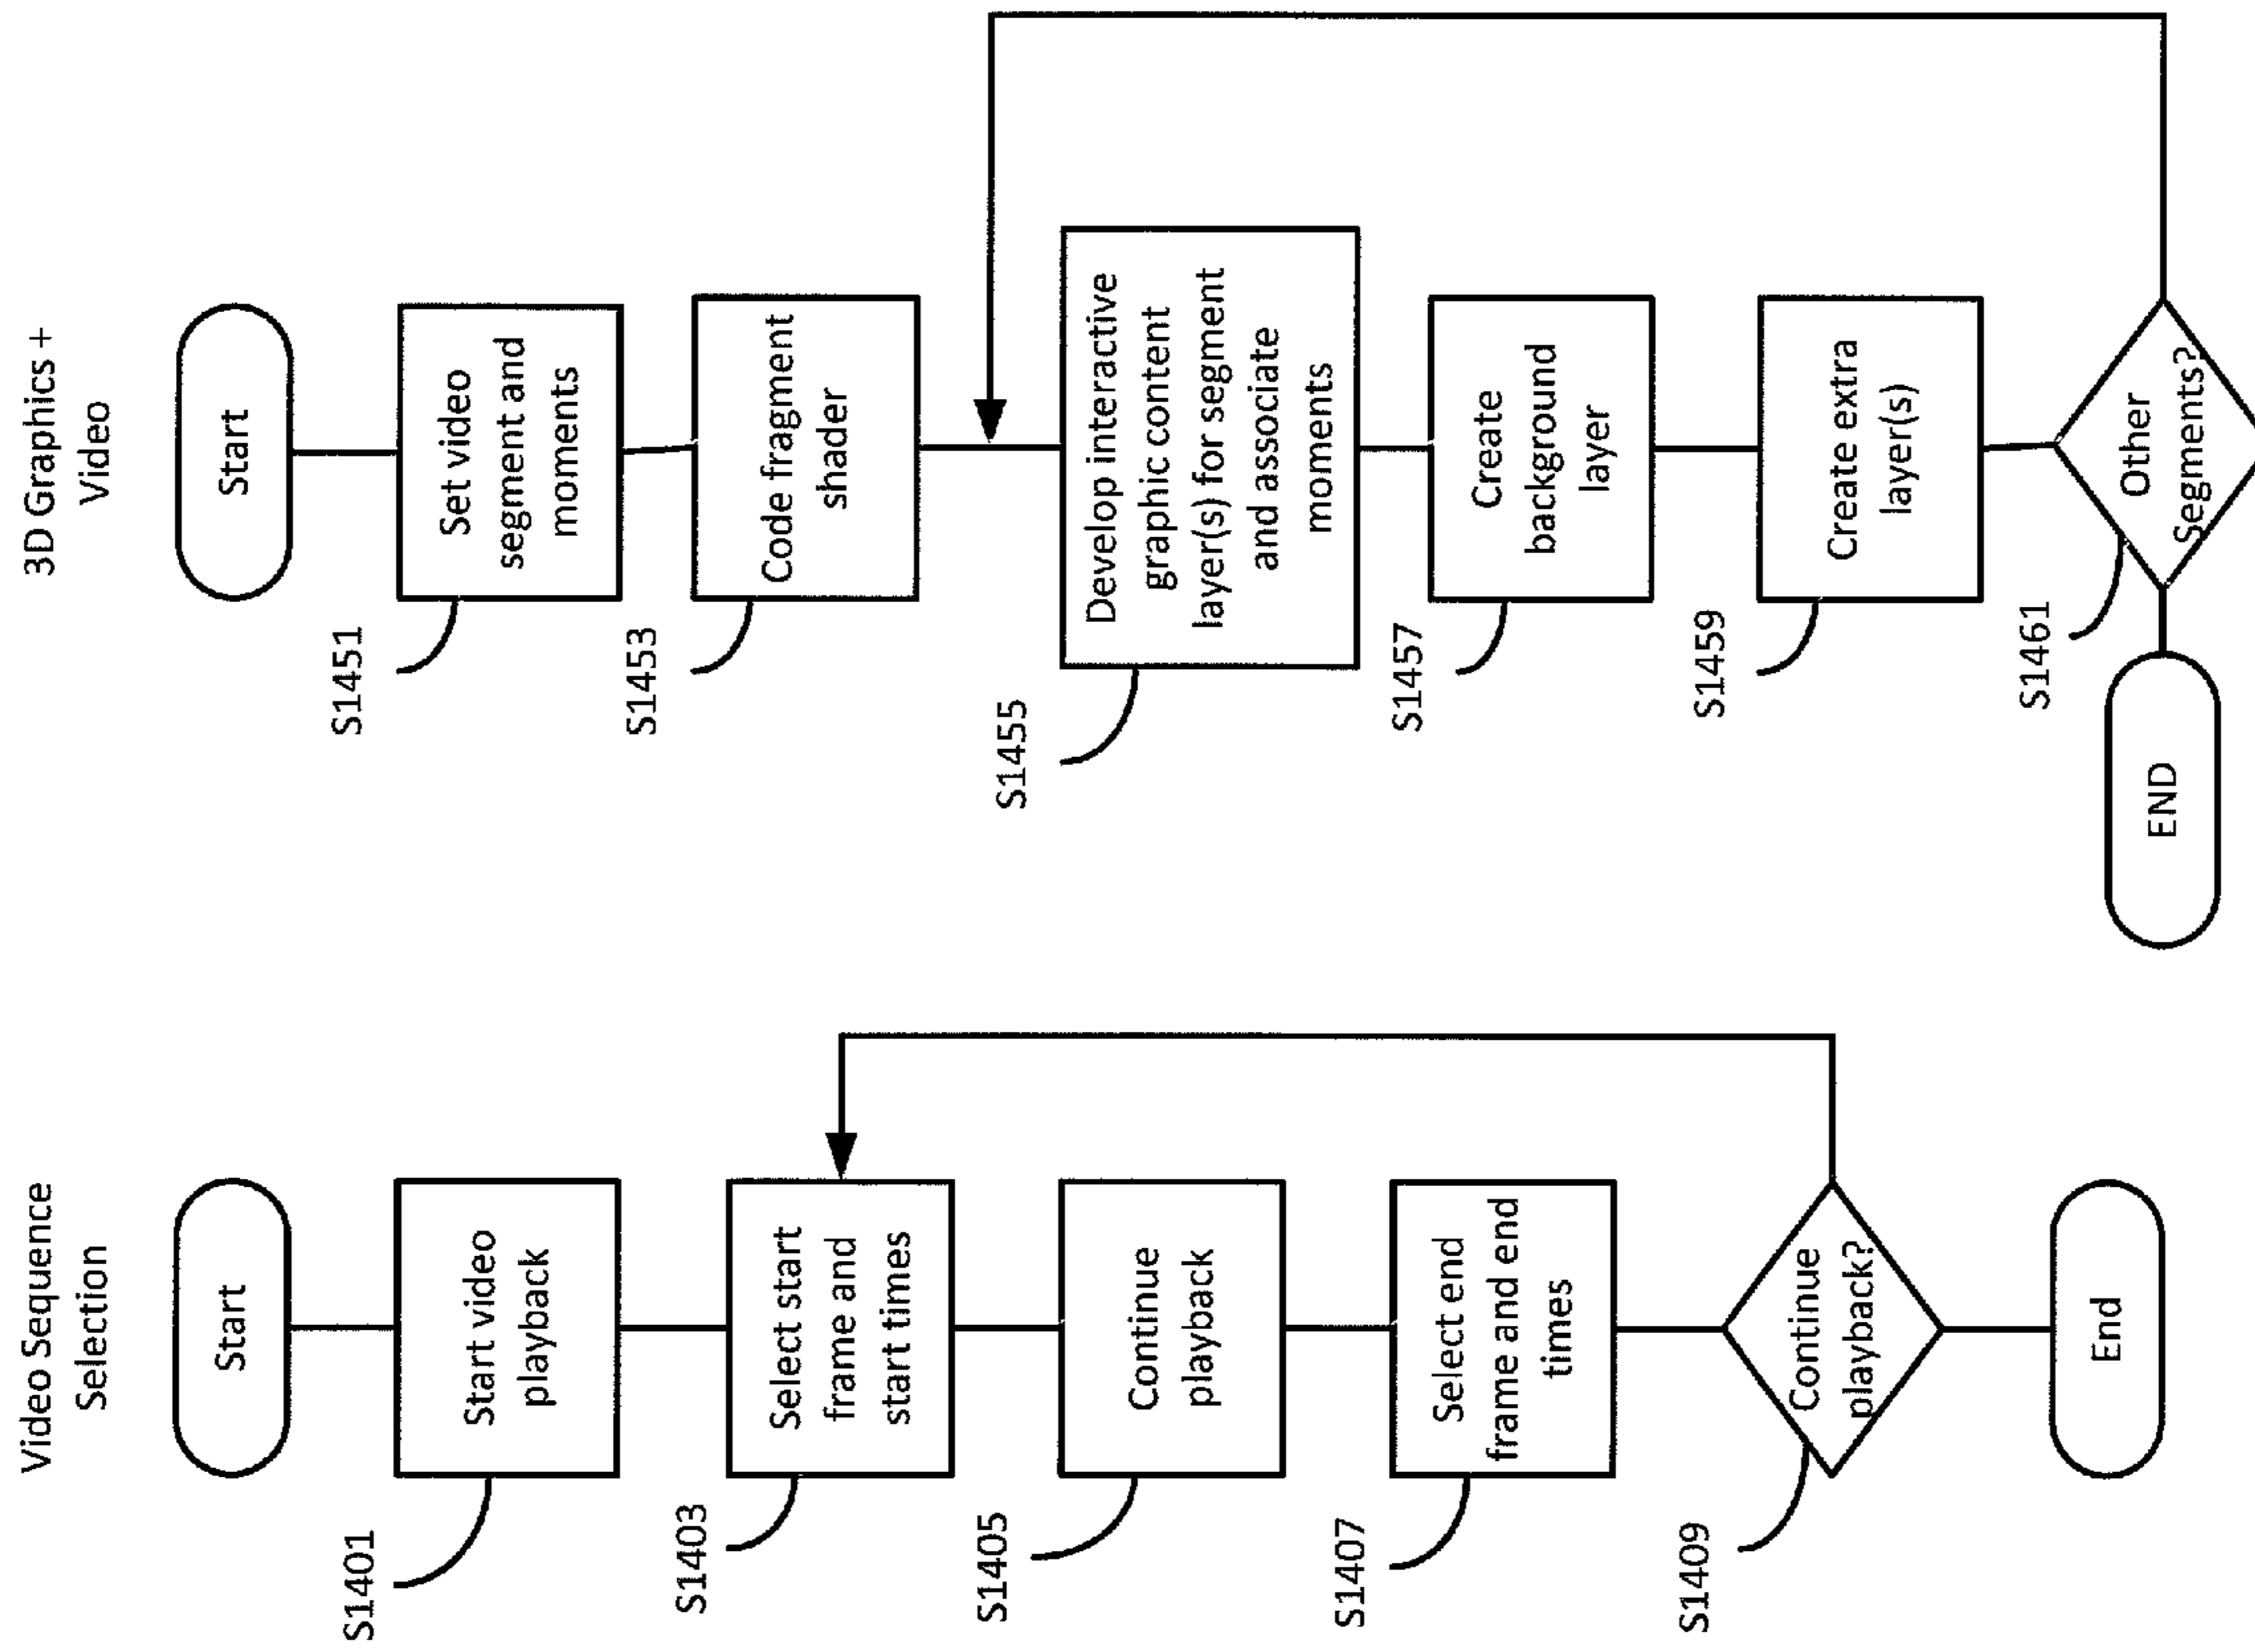 Video Sequence
Selection
Start
S1401
Start video
playback
S1403
Select start
frame and
start times
S1405
Continue
playback
S1407
Select end
frame and end
times
S1409
Continue
playback?
End
3D Graphics +
Video
Start
S1451
Set video
segment and
moments
S1453
Code fragment
shader
S1455
Develop interactive
graphic content
layer(s) for segment
and associate
moments
S1457
Create
background
layer
S1459
Create extra
layer(s)
S1461
Other
Segments?
END